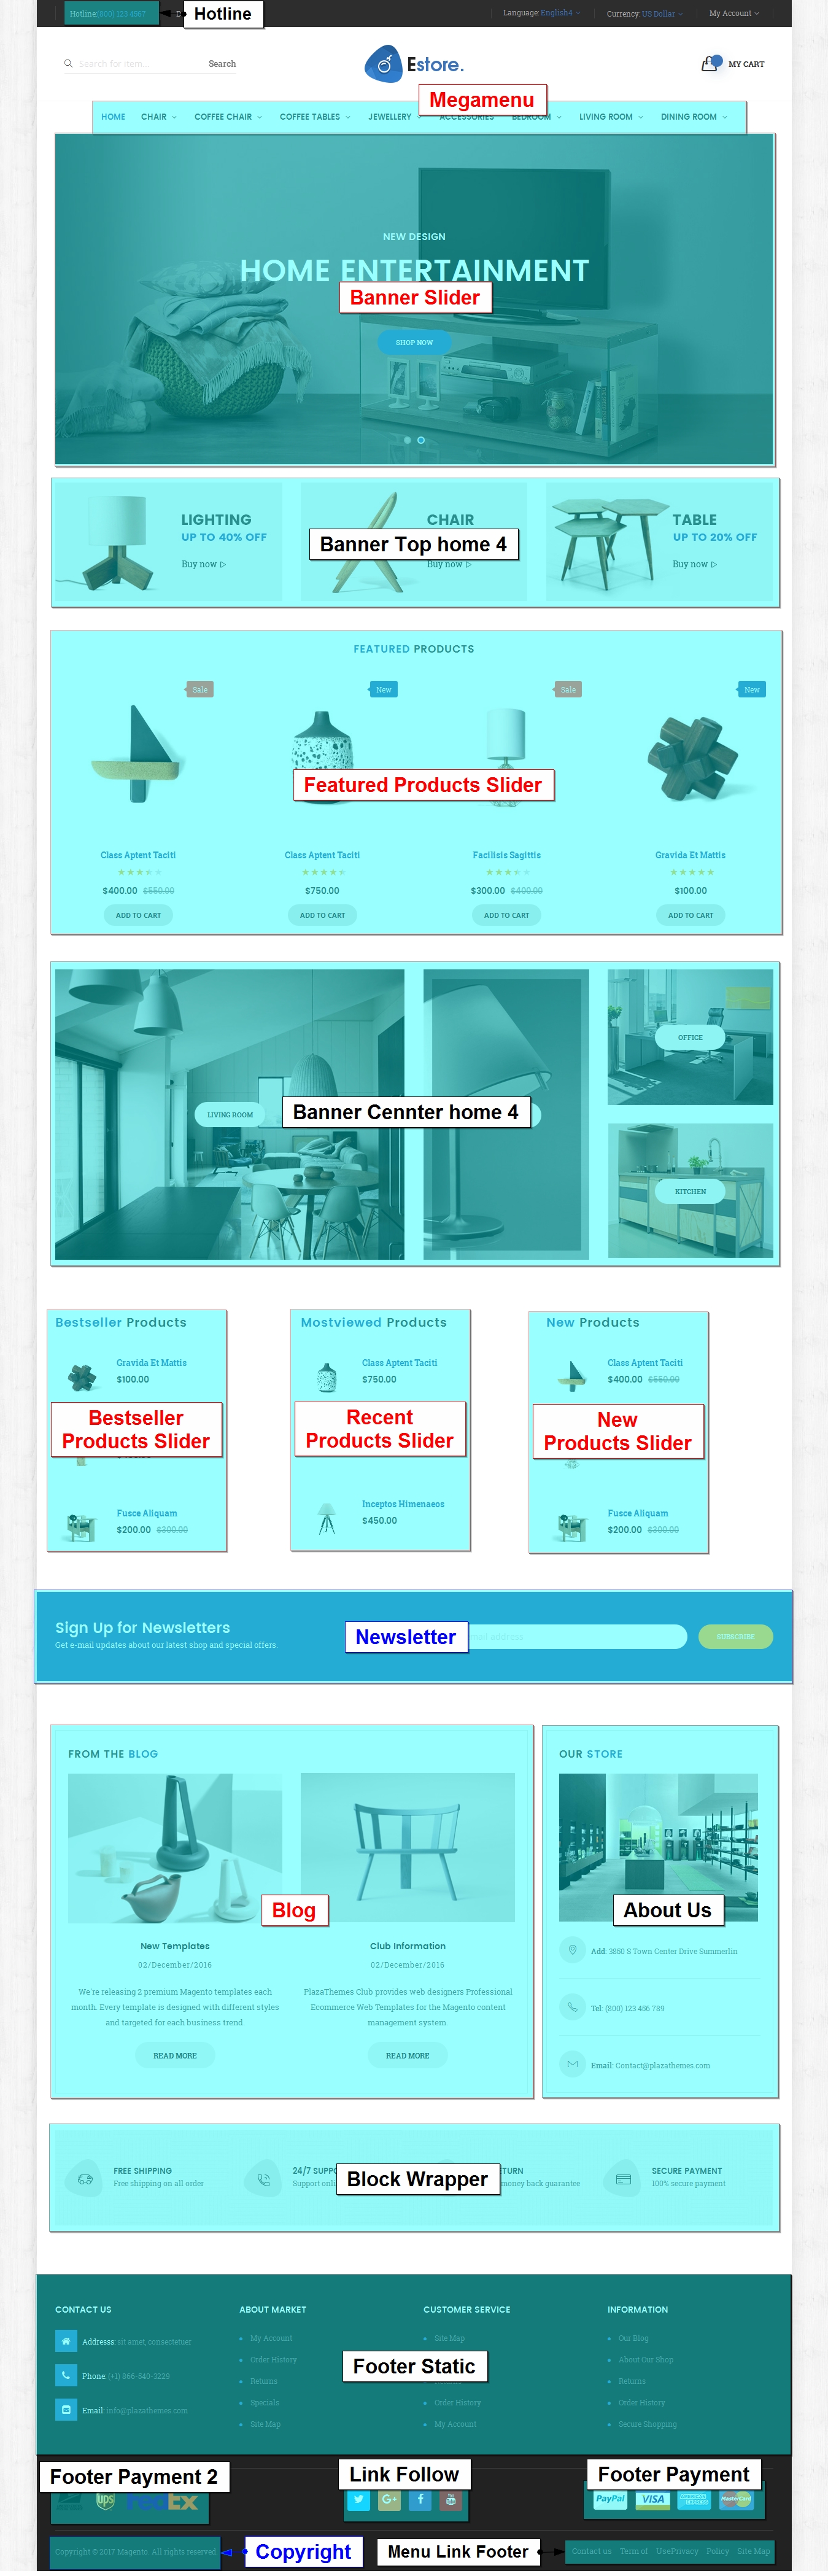 Hotline:(800) 123 4567
Hotline
Language: English4
Currency: US Dollar
My Account
Search for item...
Search
Estore.
MY CART
Megamenu
HOME
CHAIR
COFFEE CHAIR
COFFEE TABLES
JEWELLERY
ACCESSORIES
BEDROOM
LIVING ROOM
DINING ROOM
NEW DESIGN
HOME ENTERTAINMENT
Banner Slider
SHOP NOW
LIGHTING
UP TO 40% OFF
Buy now
CHAIR
Banner Top home 4
Buy now
TABLE
UP TO 20% OFF
Buy now
FEATURED PRODUCTS
Sale
New
Sale
New
Featured Products Slider
Class Aptent Taciti
$400.00 $550.00
ADD TO CART
Class Aptent Taciti
$750.00
ADD TO CART
Facilisis Sagittis
$300.00 $400.00
ADD TO CART
Gravida Et Mattis
$100.00
ADD TO CART
LIVING ROOM
Banner Cennter home 4
OFFICE
KITCHEN
Bestseller Products
Gravida Et Mattis
$100.00
Bestseller
Products Slider
Fusce Aliquam
$200.00 $300.00
Mostviewed Products
Class Aptent Taciti
$750.00
Recent
Products Slider
Inceptos Himenaeos
$450.00
New Products
Class Aptent Taciti
$400.00 $550.00
New
Products Slider
Fusce Aliquam
$200.00 $300.00
Sign Up for Newsletters
Get e-mail updates about our latest shop and special offers.
Newsletter
address
SUBSCRIBE
FROM THE BLOG
Blog
New Templates
02/December/2016
We're releasing 2 premium Magento templates each
month. Every template is designed with different styles
and targeted for each business trend.
READ MORE
Club Information
02/December/2016
PlazaThemes Club provides web designers Professional
Ecommerce Web Templates for the Magento content
management system.
READ MORE
OUR STORE
About Us
Add: 3850 S Town Center Drive Summerlin
Tel: (800) 123 456 789
Email: Contact@plazathemes.com
FREE SHIPPING
Free shipping on all order
24/7 SUPPO
Support onli
Block Wrapper
TURN
money back guarantee
SECURE PAYMENT
100% secure payment
CONTACT US
Addresss: sit amet, consectetuer
Phone: (+1) 866-540-3229
Email: info@plazathemes.com
ABOUT MARKET
My Account
Order History
Returns
Specials
Site Map
CUSTOMER SERVICE
Site Map
Footer Static
Order History
My Account
INFORMATION
Our Blog
About Our Shop
Returns
Order History
Secure Shopping
Footer Payment 2
Link Follow
Footer Payment
ups
FedEx
G+
You
PayPal
VISA
AMERICAN EXPRESS
MasterCard
Copyright © 2017 Magento. All rights reserved.
Copyright
Menu Link Footer
Contact us
Term of
UsePrivacy
Policy
Site Map